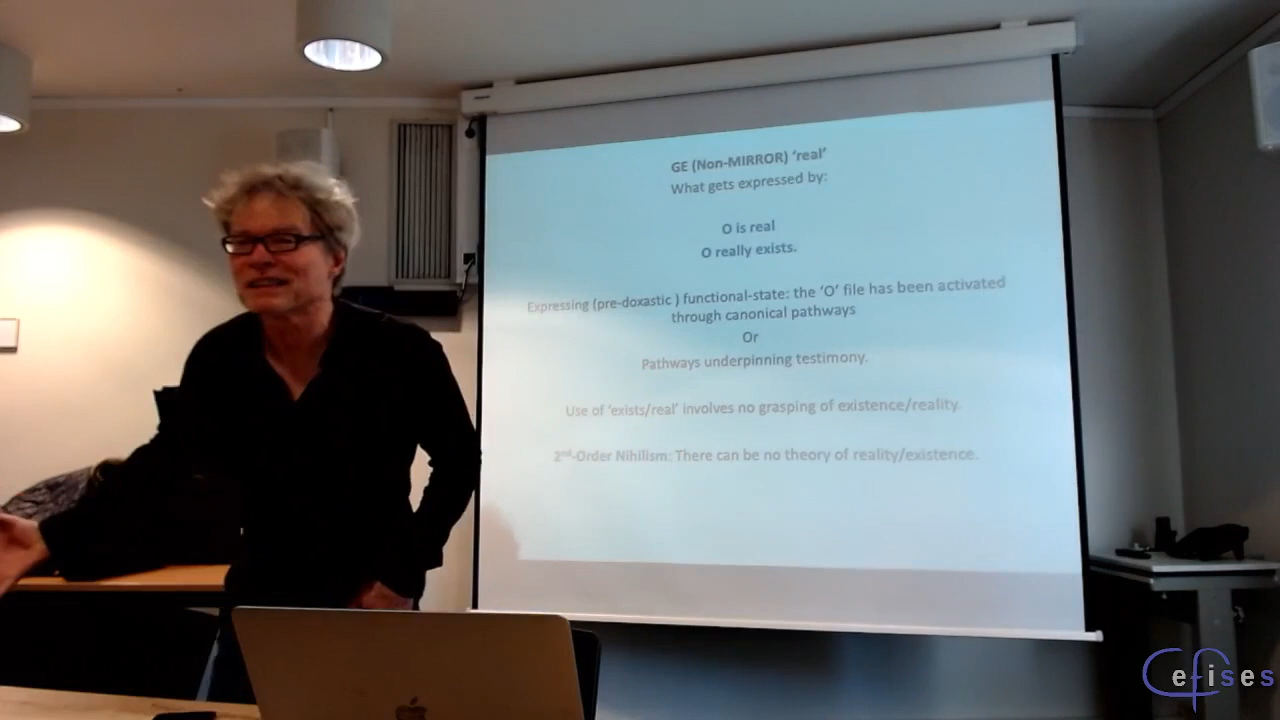 GE (Non-MIRROR) ‘real’
What gets expressed by:
O is real
O really exists.
Expressing (pre-doxastic ) functional-state: the ‘O’ file has been activated
through canonical pathways
Or
Pathways underpinning testimony.
Use of ‘exists/real’ involves no grasping of existence/reality.
2nd-Order Nihilism: There can be no theory of reality/existence.
Cefises